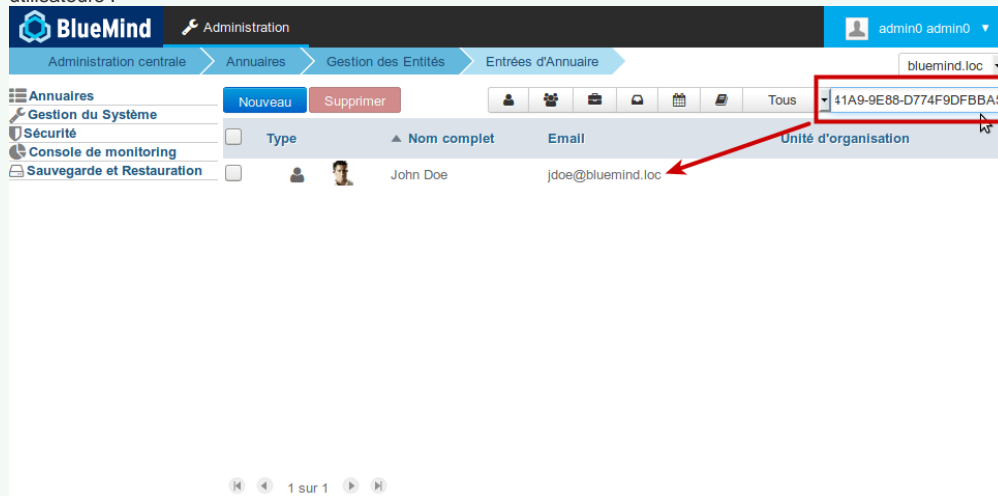 utilisateurs :
BlueMind Administration admin0 admin0
Administration centrale Annuaires Gestion des Entités Entrées d'Annuaire bluemind.loc
Annuaires
Gestion du Système
Sécurité
Console de monitoring
Sauvegarde et Restauration
Nouveau Supprimer Tous 41A9-9E88-D774F9DFBBA5
Type Nom complet Email Unité d'organisation
John Doe jdoe@bluemind.loc
1 sur 1